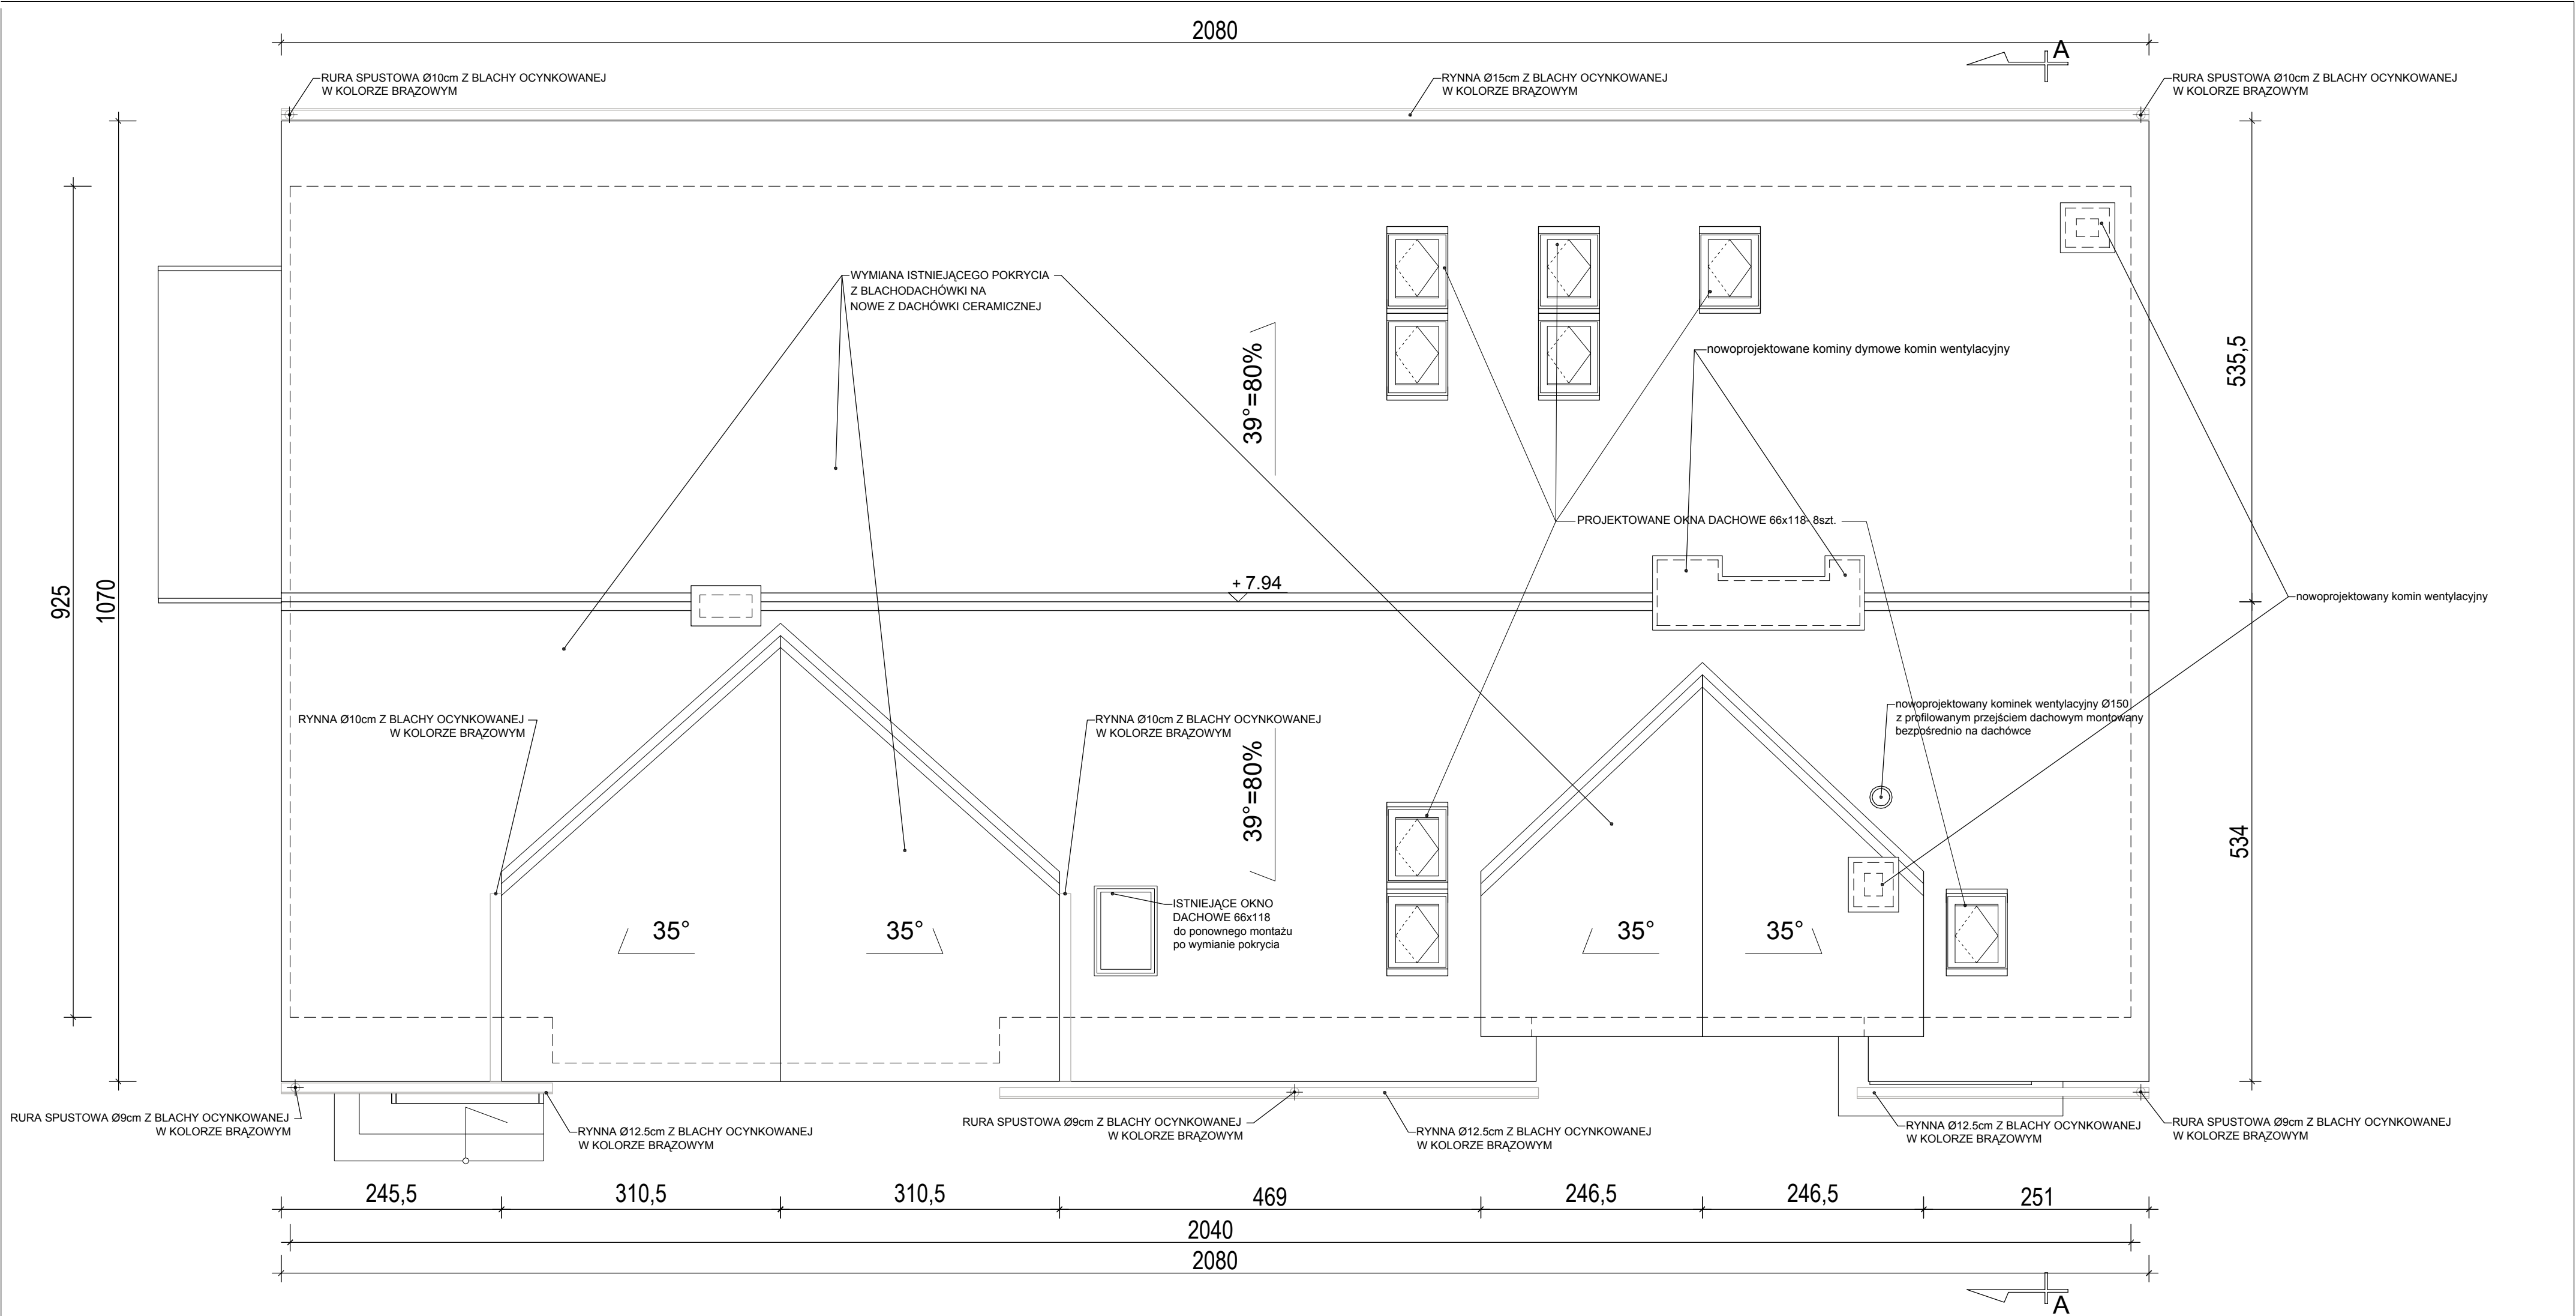 2080
A
RURA SPUSTOWA Ø10cm Z BLACHY OCYNKOWANEJ
W KOLORZE BRĄZOWYM
RYNNA Ø15cm Z BLACHY OCYNKOWANEJ
W KOLORZE BRĄZOWYM
RURA SPUSTOWA Ø10cm Z BLACHY OCYNKOWANEJ
W KOLORZE BRĄZOWYM
WYMIANA ISTNIEJĄCEGO POKRYCIA
Z BLACHODACHÓWKI NA
NOWE Z DACHÓWKI CERAMICZNEJ
39°=80%
nowoprojektowane kominy dymowe komin wentylacyjny
535,5
PROJEKTOWANE OKNA DACHOWE 66x118- 8szt.
925
1070
+ 7.94
nowoprojektowany komin wentylacyjny
RYNNA Ø10cm Z BLACHY OCYNKOWANEJ
W KOLORZE BRĄZOWYM
RYNNA Ø10cm Z BLACHY OCYNKOWANEJ
W KOLORZE BRĄZOWYM
39°=80%
nowoprojektowany kominek wentylacyjny Ø150
z profilowanym przejściem dachowym montowany
bezpośrednio na dachówce
534
ISTNIEJĄCE OKNO
DACHOWE 66x118
do ponownego montażu
po wymianie pokrycia
35°
35°
35°
35°
RURA SPUSTOWA Ø9cm Z BLACHY OCYNKOWANEJ
W KOLORZE BRĄZOWYM
RYNNA Ø12.5cm Z BLACHY OCYNKOWANEJ
W KOLORZE BRĄZOWYM
RURA SPUSTOWA Ø9cm Z BLACHY OCYNKOWANEJ
W KOLORZE BRĄZOWYM
RYNNA Ø12.5cm Z BLACHY OCYNKOWANEJ
W KOLORZE BRĄZOWYM
RYNNA Ø12.5cm Z BLACHY OCYNKOWANEJ
W KOLORZE BRĄZOWYM
RURA SPUSTOWA Ø9cm Z BLACHY OCYNKOWANEJ
W KOLORZE BRĄZOWYM
245,5
310,5
310,5
469
246,5
246,5
251
2040
2080
A